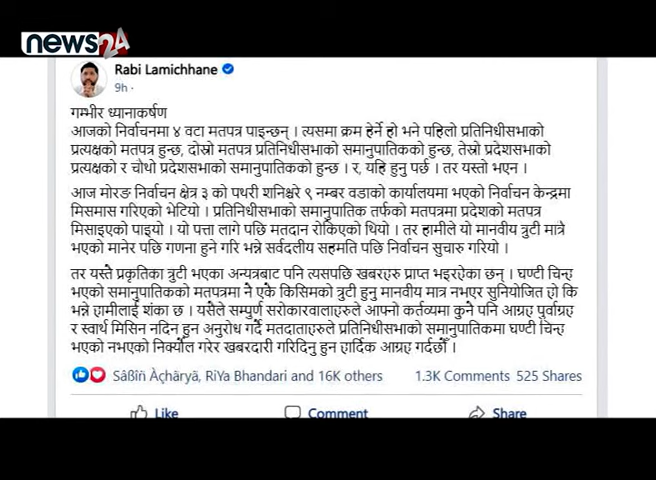 news24
Rabi Lamichhane
9h ·
गम्भीर ध्यानाकर्षण
आजको निर्वाचनमा ४ वटा मतपत्र पाइन्छन् । त्यसमा क्रम हेर्ने हो भने पहिलो प्रतिनिधीसभाको
प्रत्यक्षको मतपत्र हुन्छ, दोस्रो मतपत्र प्रतिनिधीसभाको समानुपातिकको हुन्छ, तेस्रो प्रदेशसभाको
प्रत्यक्षको र चौथो प्रदेशसभाको समानुपातिकको हुन्छ । र, यहि हुनु पर्छ । तर यस्तो भएन ।
आज मोरङ निर्वाचन क्षेत्र ३ को पथरी शनिश्चरे ९ नम्बर वडाको कार्यालयमा भएको निर्वाचन केन्द्रमा
मिसमास गरिएको भेटियो । प्रतिनिधीसभाको समानुपातिक तर्फको मतपत्रमा प्रदेशको मतपत्र
मिसाइएको पाइयो । यो पत्ता लागे पछि मतदान रोकिएको थियो । तर हामीले यो मानवीय त्रुटी मात्रै
भएको मानेर पछि गणना हुने गरि भन्ने सर्वदलीय सहमति पछि निर्वाचन सुचारु गरियो ।
तर यस्तै प्रकृतिका त्रुटी भएका अन्यत्रबाट पनि त्यसपछि खबरहरु प्राप्त भइरहेका छन् । घण्टी चिन्ह
भएको समानुपातिकको मतपत्रमा नै एकै किसिमको त्रुटी हुनु मानवीय मात्र नभएर सुनियोजित हो कि
भन्ने हामीलाई शंका छ । यसैले सम्पुर्ण सरोकारवालाहरुले आफ्नो कर्तव्यमा कुनै पनि आग्रह पुर्वाग्रह
र स्वार्थ मिसिन नदिन हुन अनुरोध गर्दै मतदाताहरुले प्रतिनिधीसभाको समानुपातिकमा घण्टी चिन्ह
भएको नभएको निर्क्यौल गरेर खबरदारी गरिदिनु हुन हार्दिक आग्रह गर्दछौँ ।
Sâßîñ Àçhãryã, RiYa Bhandari and 16K others 1.3K Comments 525 Shares
Like Comment Share